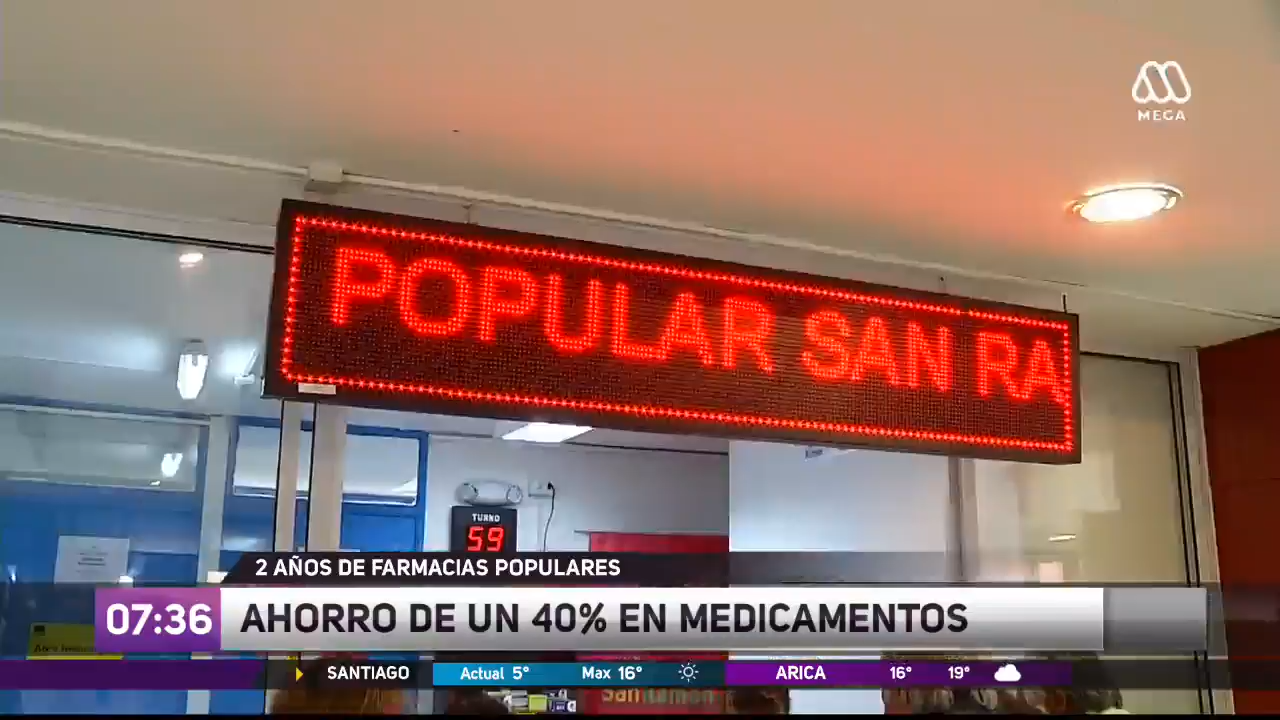 MEGA
POPULAR SAN RA
TURNO
59
2 AÑOS DE FARMACIAS POPULARES
07:36
AHORRO DE UN 40% EN MEDICAMENTOS
SANTIAGO Actual 5° Max 16° ARICA 16° 19°